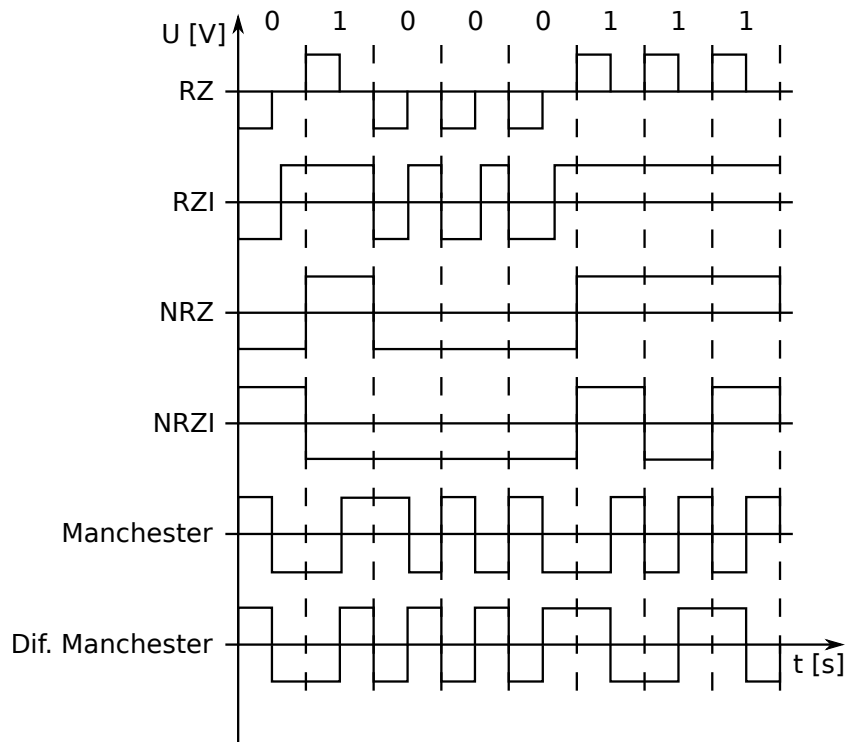 0 1 0 0 0 1 1 1
U [V]
RZ
RZI
NRZ
NRZI
Manchester
Dif. Manchester
t [s]